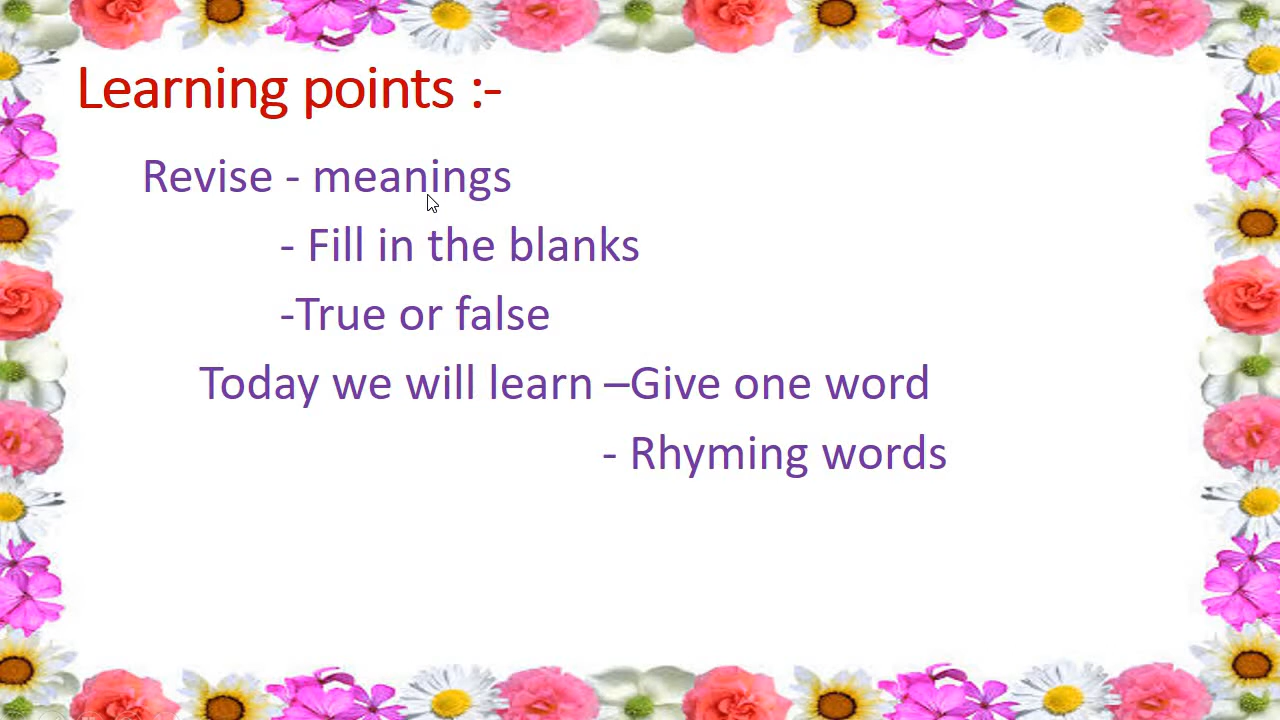 Learning points :-
Revise - meanings
- Fill in the blanks
-True or false
Today we will learn –Give one word
- Rhyming words